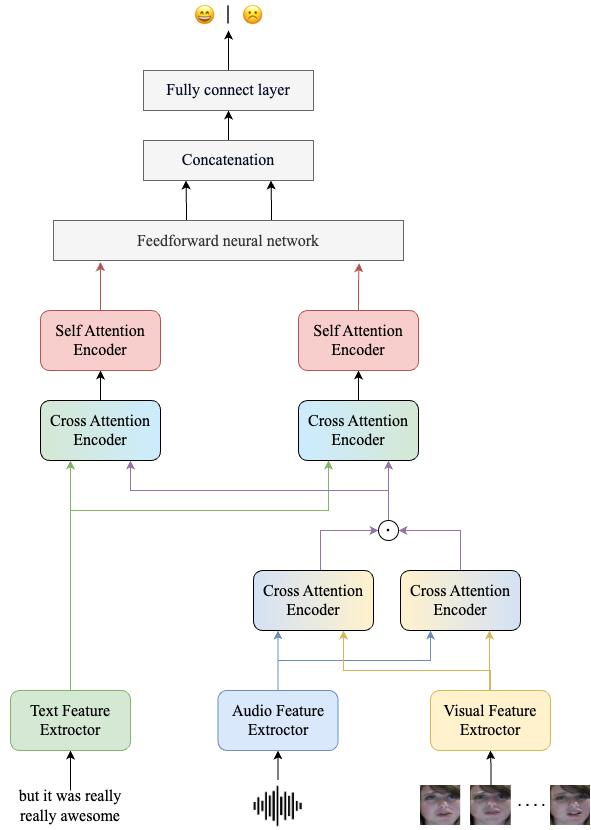 Fully connect layer
Concatenation
Feedforward neural network
Self Attention
Encoder
Self Attention
Encoder
Cross Attention
Encoder
Cross Attention
Encoder
Cross Attention
Encoder
Cross Attention
Encoder
Text Feature
Extroctor
Audio Feature
Extroctor
Visual Feature
Extroctor
but it was really
really awesome